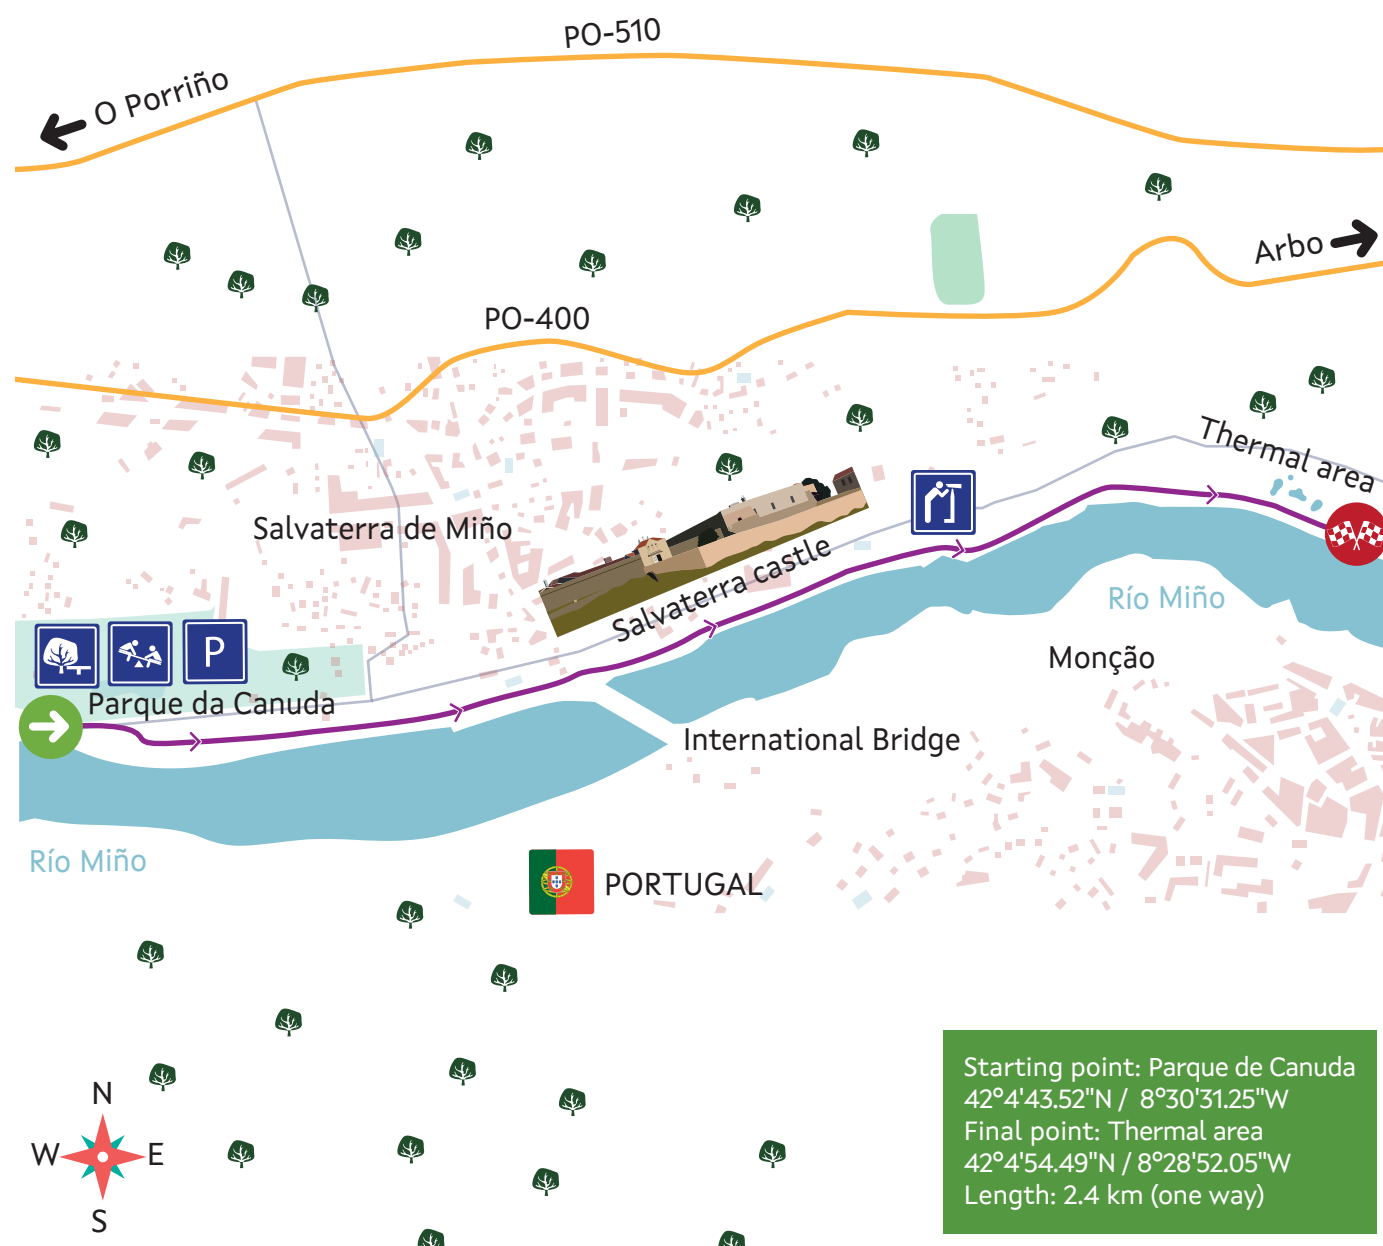 PO-510
O Porriño
Arbo
PO-400
Thermal area
Salvaterra de Miño
Salvaterra castle
Río Miño
Monção
P
Parque da Canuda
International Bridge
Río Miño
PORTUGAL
N
W
E
S
Starting point: Parque de Canuda
42°4'43.52"N / 8°30'31.25"W
Final point: Thermal area
42°4'54.49"N / 8°28'52.05"W
Length: 2.4 km (one way)